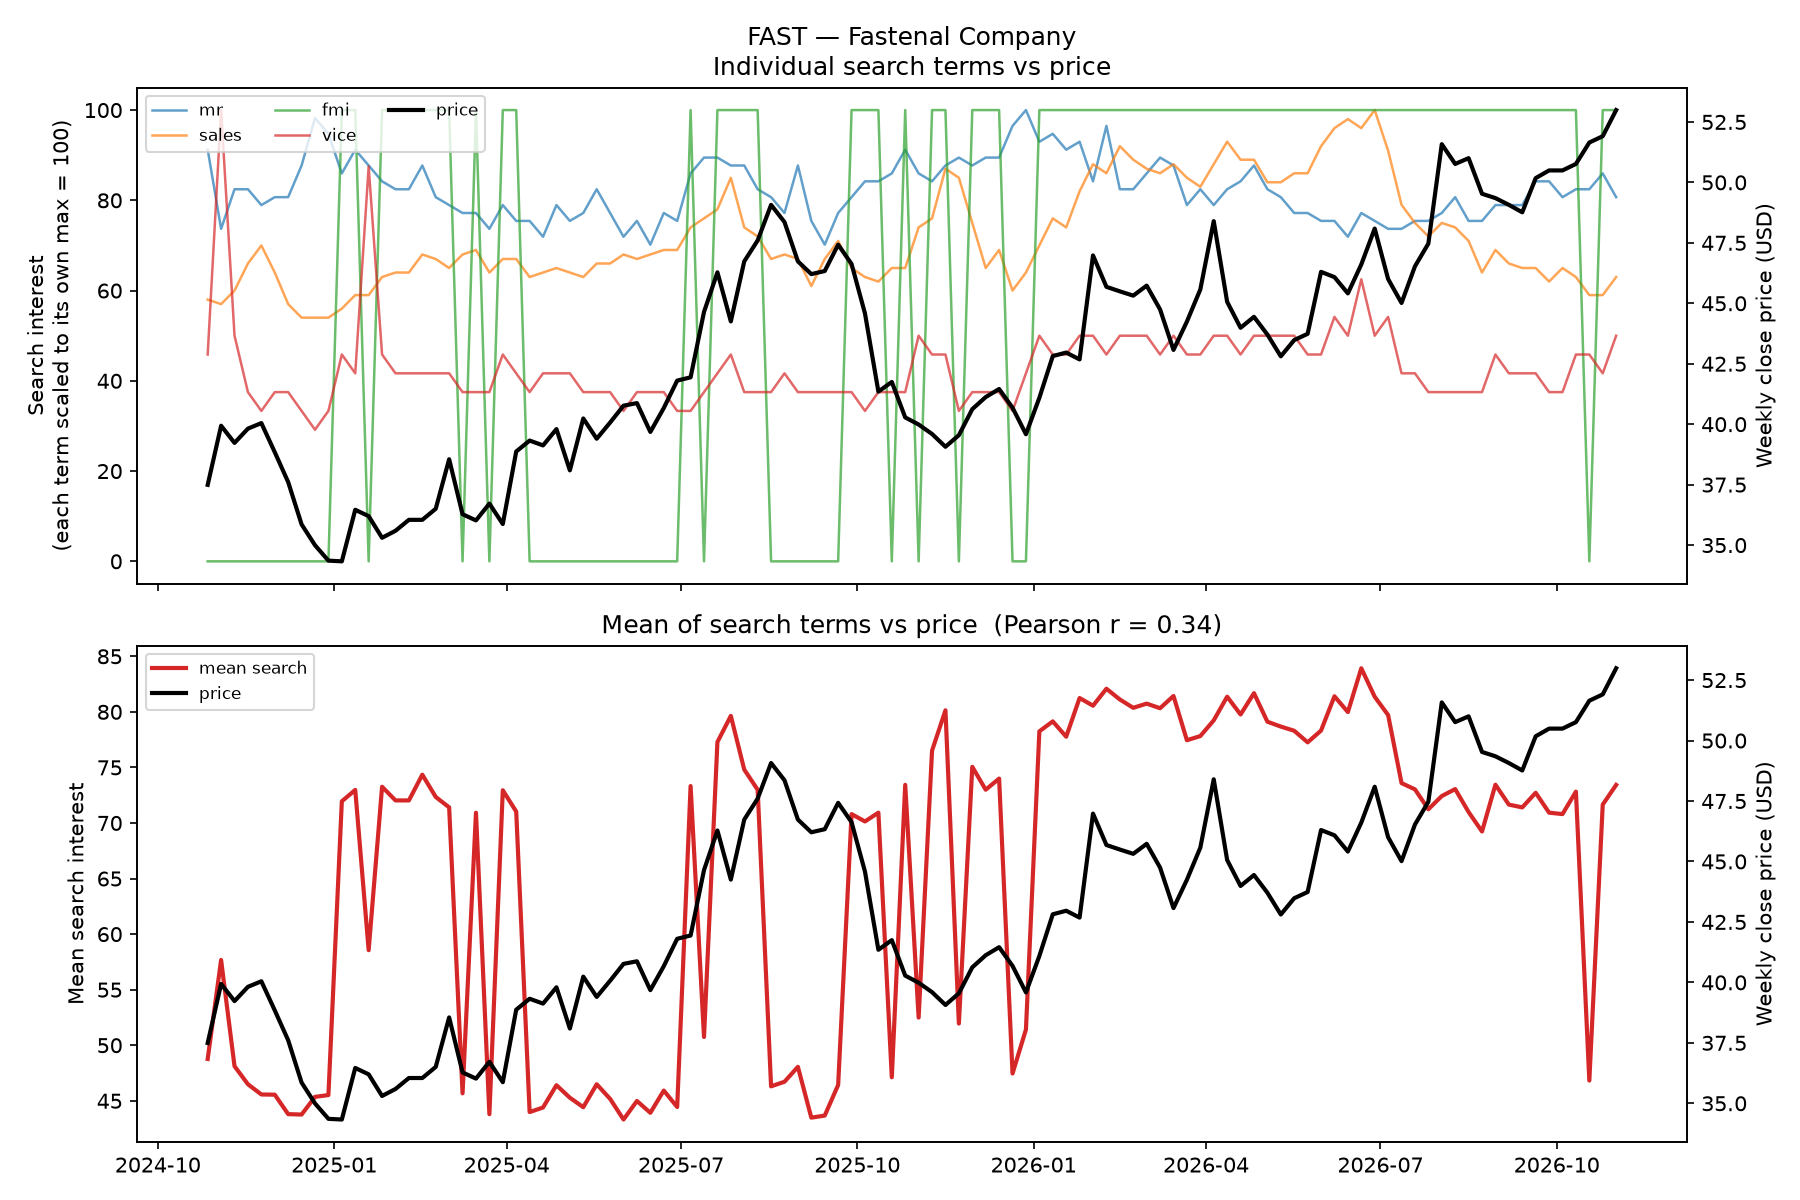 FAST — Fastenal Company
Individual search terms vs price
mr
sales
fmi
vice
price
Search interest
(each term scaled to its own max = 100)
100
80
60
40
20
0
52.5
50.0
47.5
45.0
42.5
40.0
37.5
35.0
Weekly close price (USD)
Mean of search terms vs price (Pearson r = 0.34)
mean search
price
Mean search interest
85
80
75
70
65
60
55
50
45
52.5
50.0
47.5
45.0
42.5
40.0
37.5
35.0
Weekly close price (USD)
2024-10
2025-01
2025-04
2025-07
2025-10
2026-01
2026-04
2026-07
2026-10